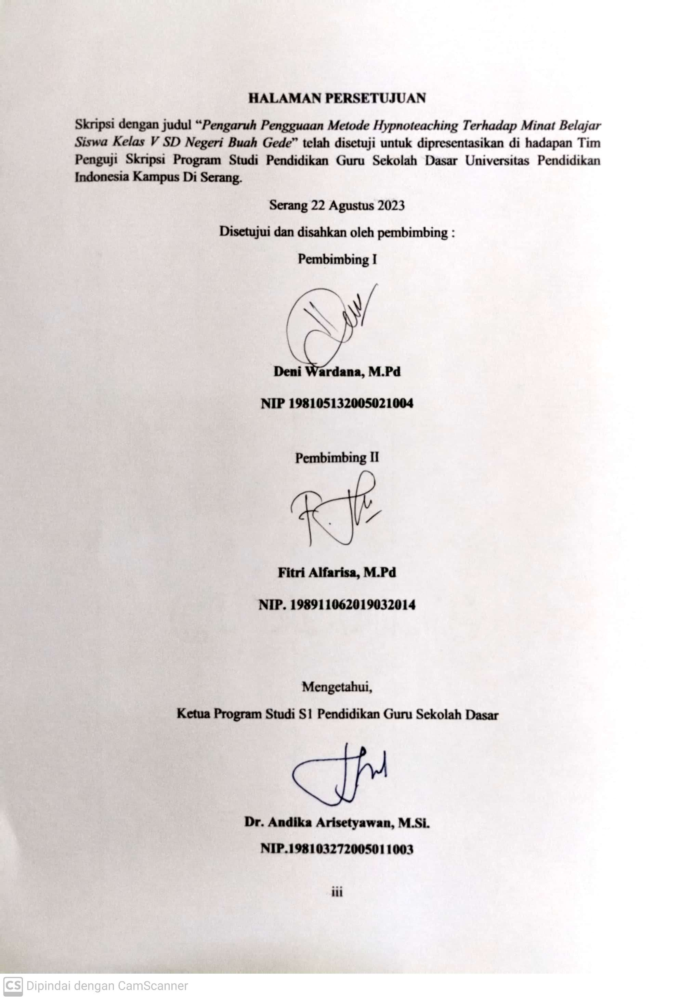 HALAMAN PERSETUJUAN
Skripsi dengan judul “Pengaruh Pengguaan Metode Hypnoteaching Terhadap Minat Belajar
Siswa Kelas V SD Negeri Buah Gede” telah disetuji untuk dipresentasikan di hadapan Tim
Penguji Skripsi Program Studi Pendidikan Guru Sekolah Dasar Universitas Pendidikan
Indonesia Kampus Di Serang.
Serang 22 Agustus 2023
Disetujui dan disahkan oleh pembimbing :
Pembimbing I
Deni Wardana, M.Pd
NIP 198105132005021004
Pembimbing II
Fitri Alfarisa, M.Pd
NIP. 198911062019032014
Mengetahui,
Ketua Program Studi S1 Pendidikan Guru Sekolah Dasar
Dr. Andika Arisetyawan, M.Si.
NIP.198103272005011003
iii
CS Dipindai dengan CamScanner